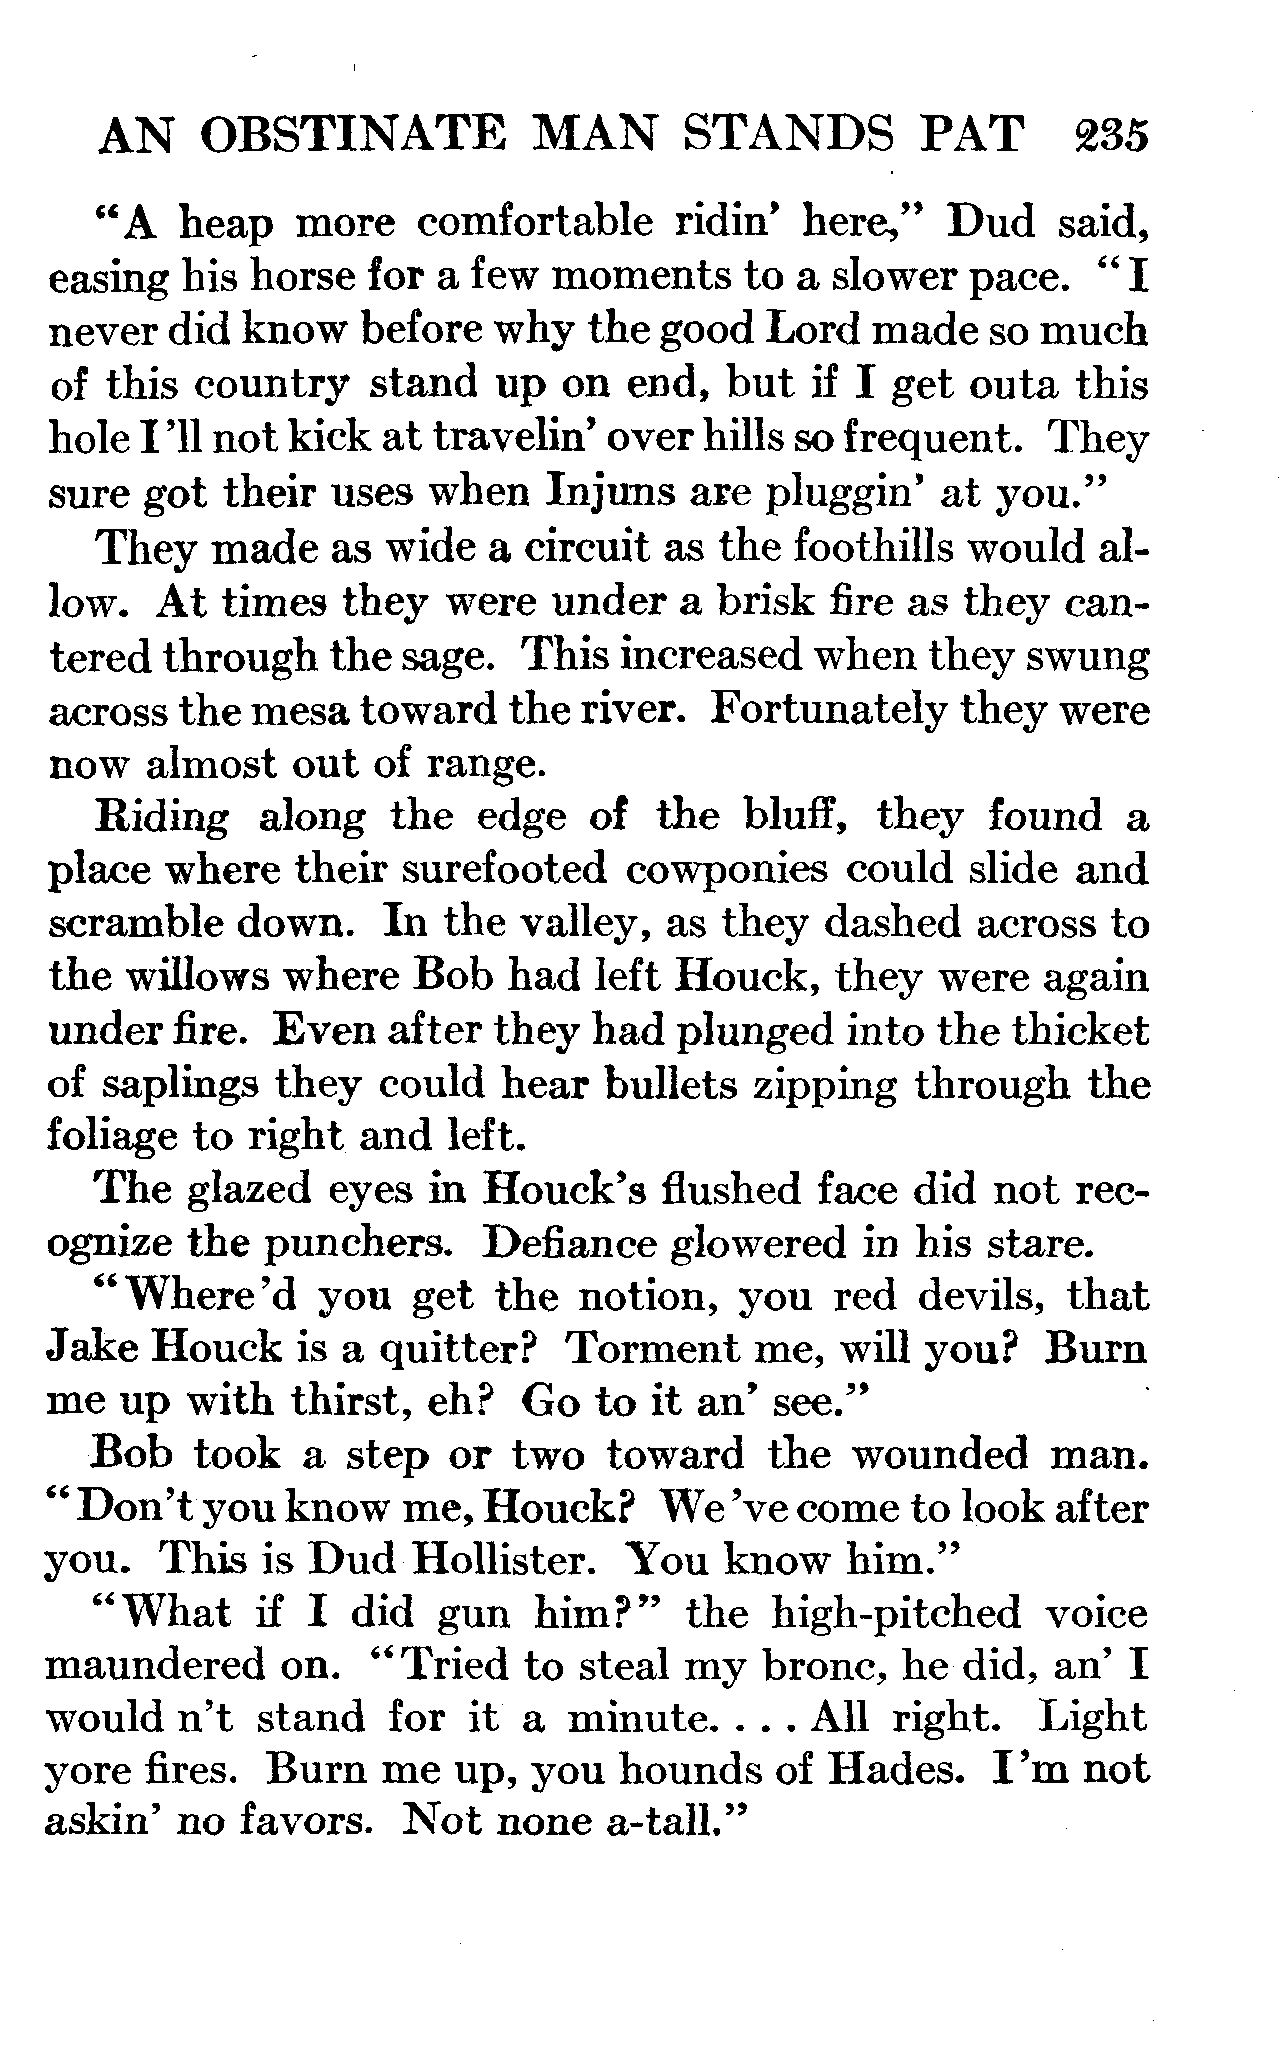 AN OBSTINATE MAN STANDS PAT 235
"A heap more comfortable ridin' here," Dud said,
easing his horse for a few moments to a slower pace. "I
never did know before why the good Lord made so much
of this country stand up on end, but if I get outa this
hole I'll not kick at travelin' over hills so frequent. They
sure got their uses when Injuns are pluggin' at you."
They made as wide a circuit as the foothills would al-
low. At times they were under a brisk fire as they can-
tered through the sage. This increased when they swung
across the mesa toward the river. Fortunately they were
now almost out of range.
Riding along the edge of the bluff, they found a
place where their surefooted cowponies could slide and
scramble down. In the valley, as they dashed across to
the willows where Bob had left Houck, they were again
under fire. Even after they had plunged into the thicket
of saplings they could hear bullets zipping through the
foliage to right and left.
The glazed eyes in Houck's flushed face did not rec-
ognize the punchers. Defiance glowered in his stare.
"Where'd you get the notion, you red devils, that
Jake Houck is a quitter? Torment me, will you? Burn
me up with thirst, eh? Go to it an' see."
Bob took a step or two toward the wounded man.
"Don't you know me, Houck? We've come to look after
you. This is Dud Hollister. You know him."
"What if I did gun him?" the high-pitched voice
maundered on. "Tried to steal my bronc, he did, an' I
would n't stand for it a minute. . . . All right. Light
yore fires. Burn me up, you hounds of Hades. I'm not
askin' no favors. Not none a-tall."